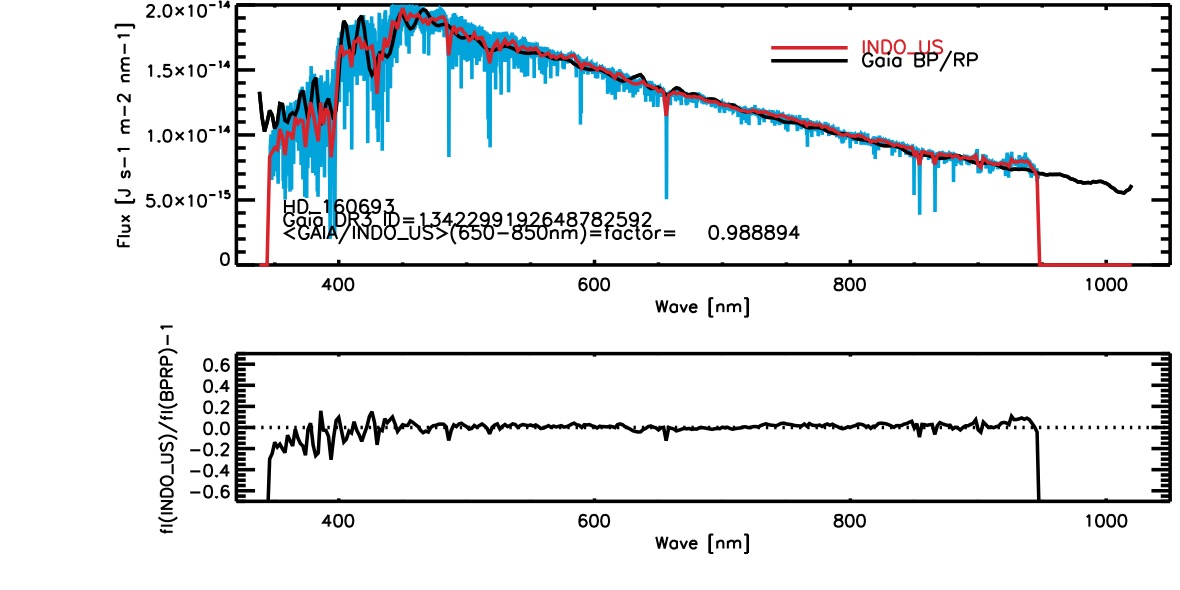 2.0×10−14
1.5×10−14
1.0×10−14
5.0×10−15
0
Flux [J s−1 m−2 nm−1]
INDO_US
Gaia BP/RP
HD_160693
Gaia DR3 ID=1342299192648782592
<GAIA/INDO_US>(650−850nm)=factor= 0.988894
400 600 800 1000
Wave [nm]
0.6
0.4
0.2
0.0
−0.2
−0.4
−0.6
fl(INDO_US)/fl(BPRP)−1
400 600 800 1000
Wave [nm]